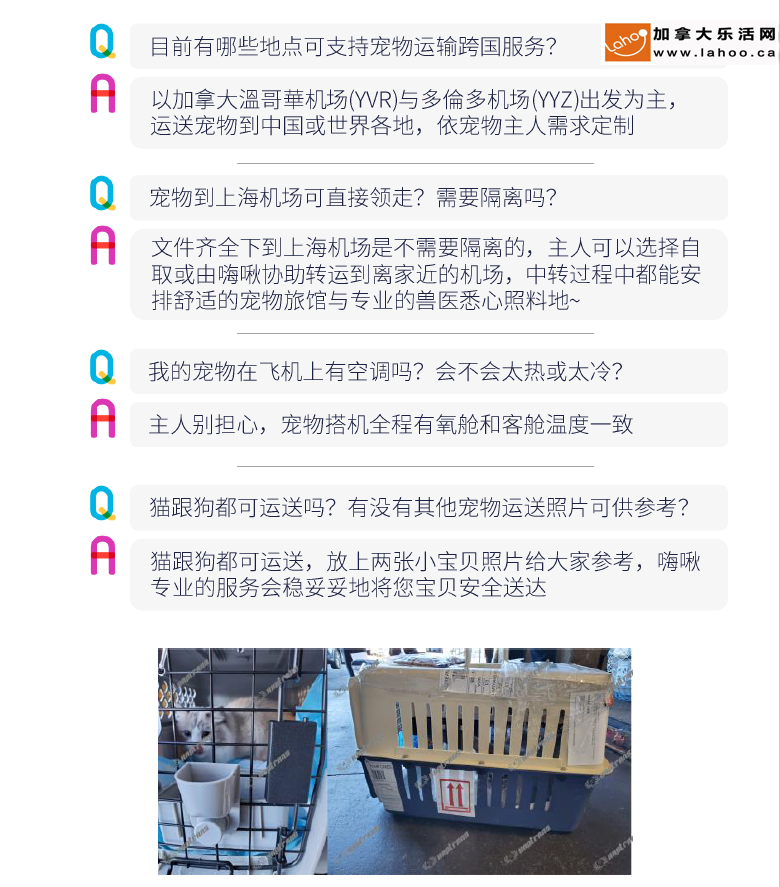 Q 目前有哪些地点可支持宠物运输跨国服务？
Lahoo 加拿大乐活网
www.lahoo.ca
A 以加拿大溫哥華机场(YVR)与多倫多机场(YYZ)出发为主，
运送宠物到中国或世界各地，依宠物主人需求定制
Q 宠物到上海机场可直接领走？需要隔离吗？
A 文件齐全下到上海机场是不需要隔离的，主人可以选择自
取或由嗨啾协助转运到离家近的机场，中转过程中都能安
排舒适的宠物旅馆与专业的兽医悉心照料地~
Q 我的宠物在飞机上有空调吗？会不会太热或太冷？
A 主人别担心，宠物搭机全程有氧舱和客舱温度一致
Q 猫跟狗都可运送吗？有没有其他宠物运送照片可供参考？
A 猫跟狗都可运送，放上两张小宝贝照片给大家参考，嗨啾
专业的服务会稳妥妥地将您宝贝安全送达